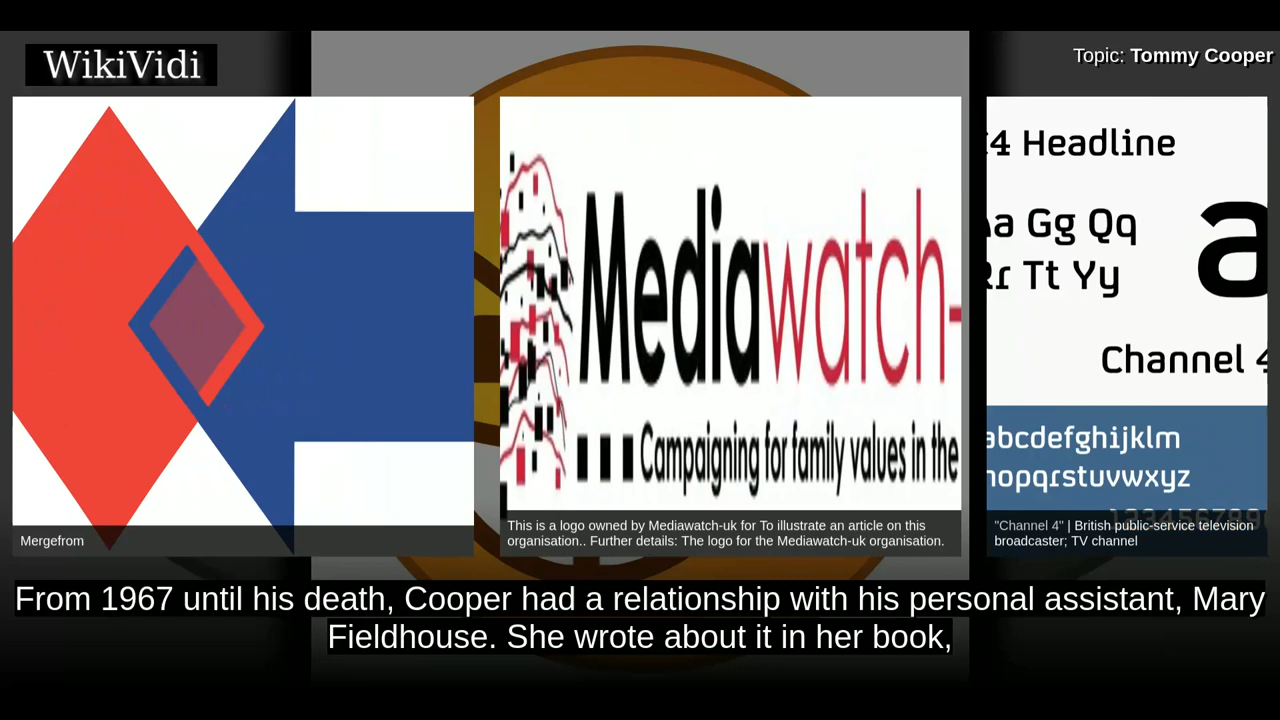 WikiVidi
Topic: Tommy Cooper
Mediawatch-
Campaigning for family values in the
4 Headline
a Gg Qq
Rr Tt Yy
a
Channel 4
abcdefghijklm
nopqrstuvwxyz
Mergefrom
This is a logo owned by Mediawatch-uk for To illustrate an article on this
organisation.. Further details: The logo for the Mediawatch-uk organisation.
"Channel 4" | British public-service television
broadcaster; TV channel
From 1967 until his death, Cooper had a relationship with his personal assistant, Mary
Fieldhouse. She wrote about it in her book,